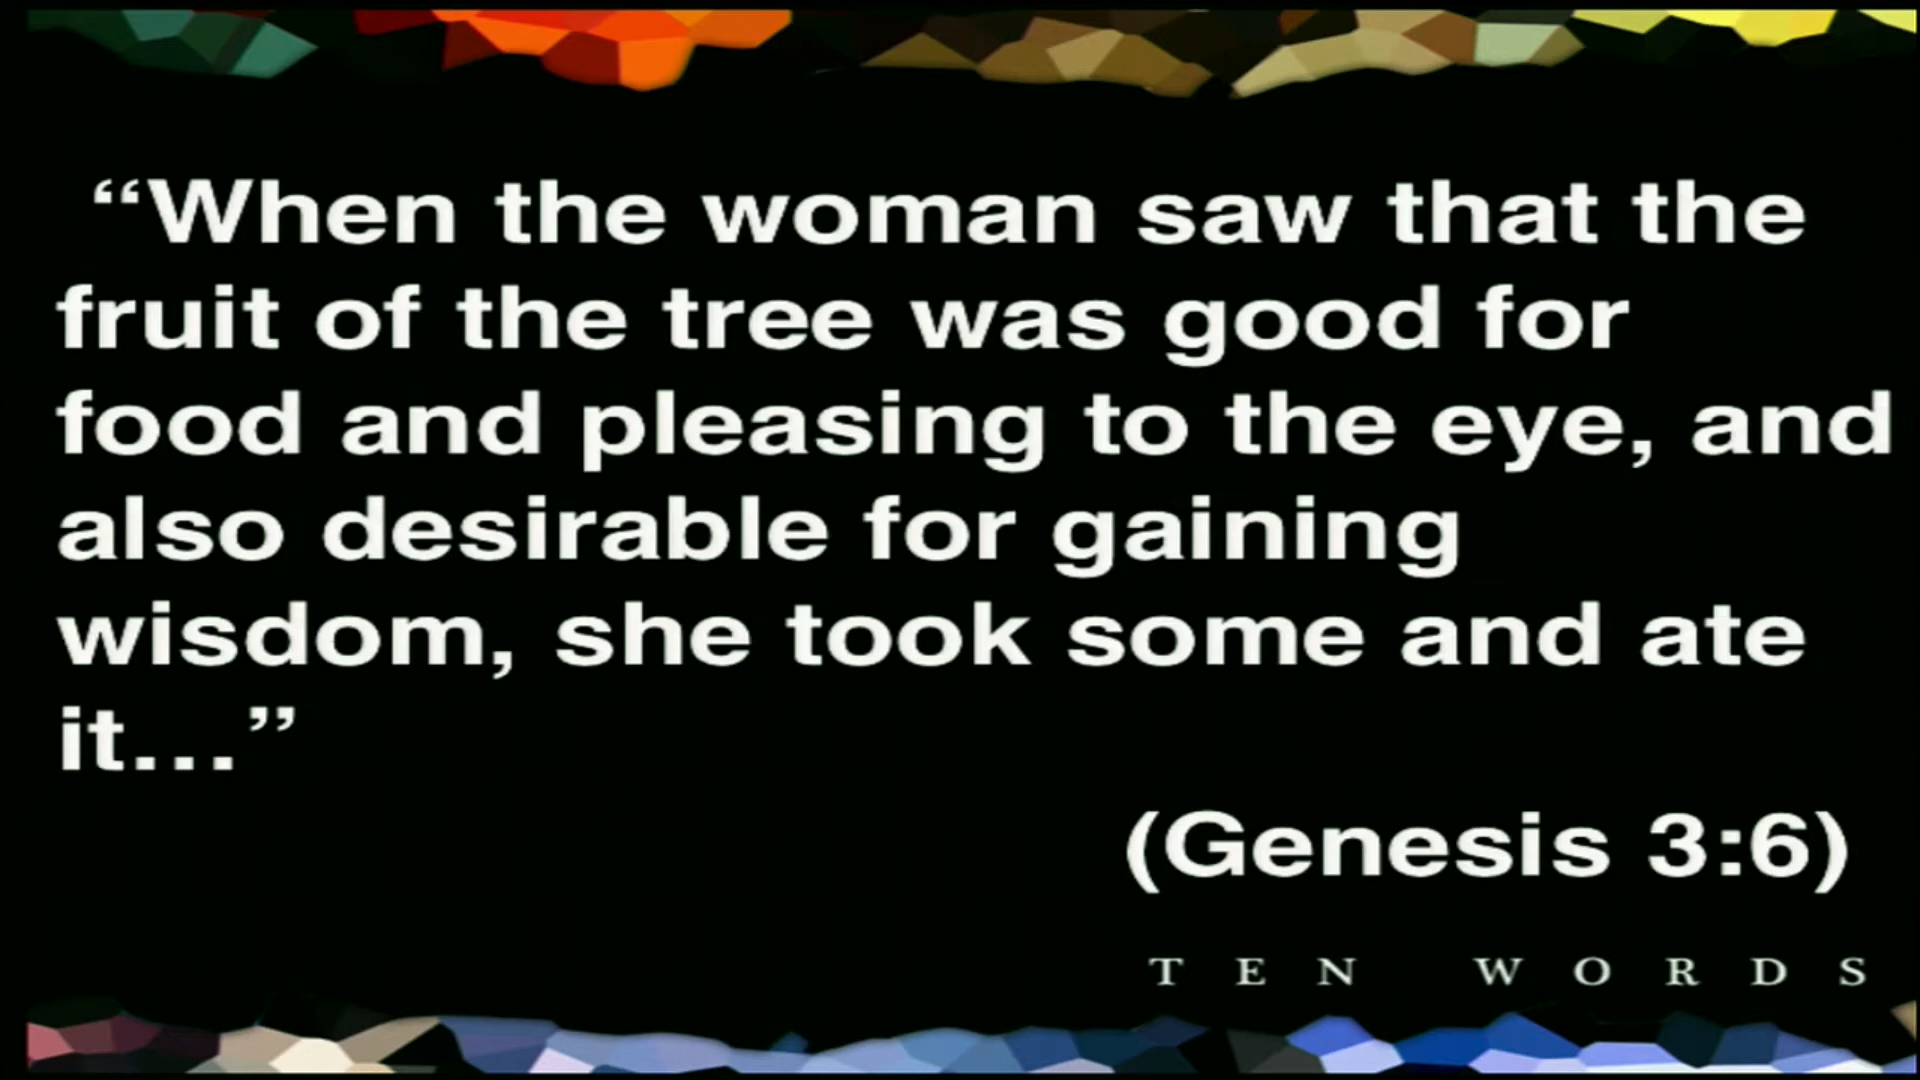 “When the woman saw that the
fruit of the tree was good for
food and pleasing to the eye, and
also desirable for gaining
wisdom, she took some and ate
it…”
(Genesis 3:6)
TEN WORDS